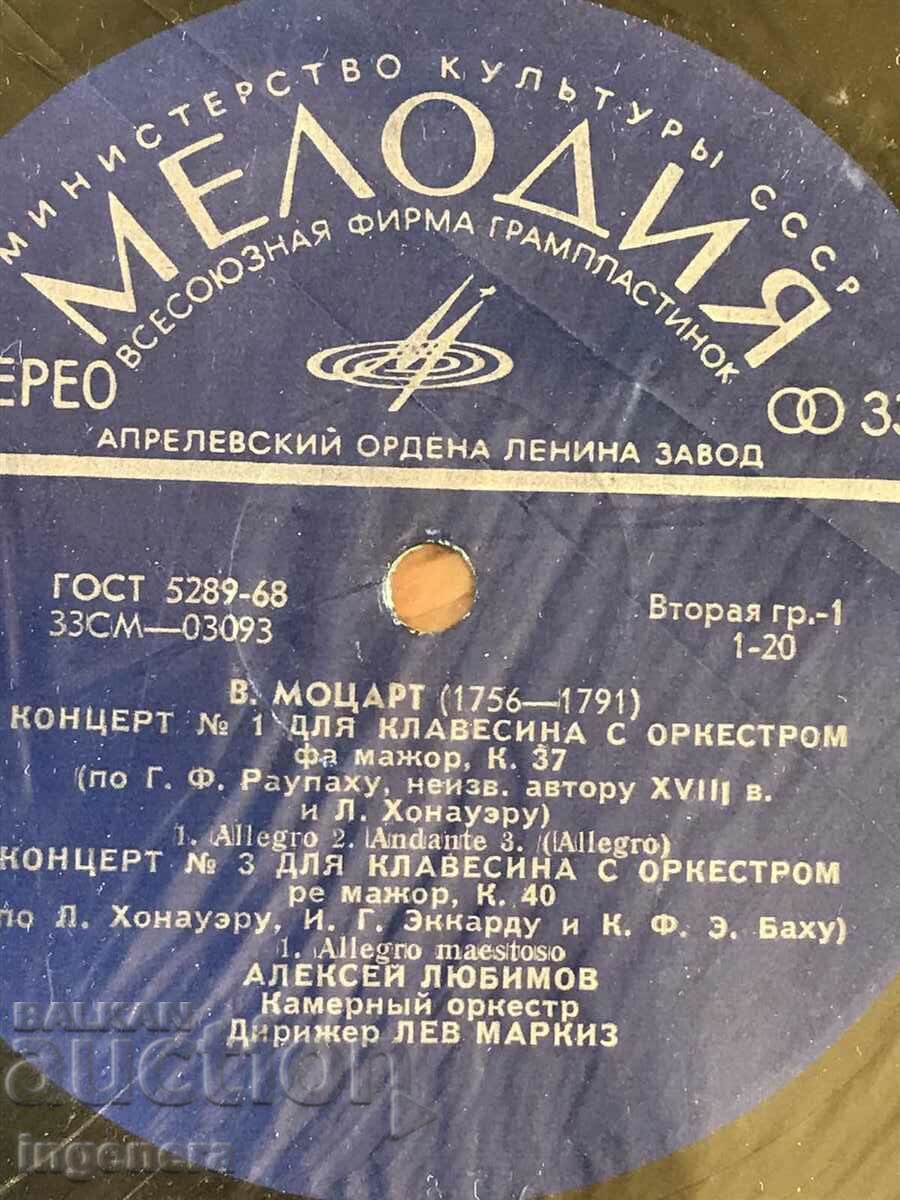 МИНИСТЕРСТВО КУЛЬТУРЫ СССР
МЕЛОДИЯ
ВСЕСОЮЗНАЯ ФИРМА ГРАМПЛАСТИНОК
ЕРЕО
33
АПРЕЛЕВСКИЙ ОРДЕНА ЛЕНИНА ЗАВОД
ГОСТ 5289-68
33СМ—03093
Вторая гр.-1
1-20
В. МОЦАРТ (1756—1791)
КОНЦЕРТ № 1 ДЛЯ КЛАВЕСИНА С ОРКЕСТРОМ
фа мажор, К. 37
(по Г. Ф. Раупаху, неизв. автору XVIII в.
и Л. Хонауэру)
1. Allegro 2. Andante 3. (Allegro)
КОНЦЕРТ № 3 ДЛЯ КЛАВЕСИНА С ОРКЕСТРОМ
ре мажор, К. 40
по Л. Хонауэру, И. Г. Эккарду и К. Ф. Э. Баху)
1. Allegro maestoso
АЛЕКСЕЙ ЛЮБИМОВ
Камерный оркестр
Дирижер ЛЕВ МАРКИЗ
BALKAN
auction
ingenera